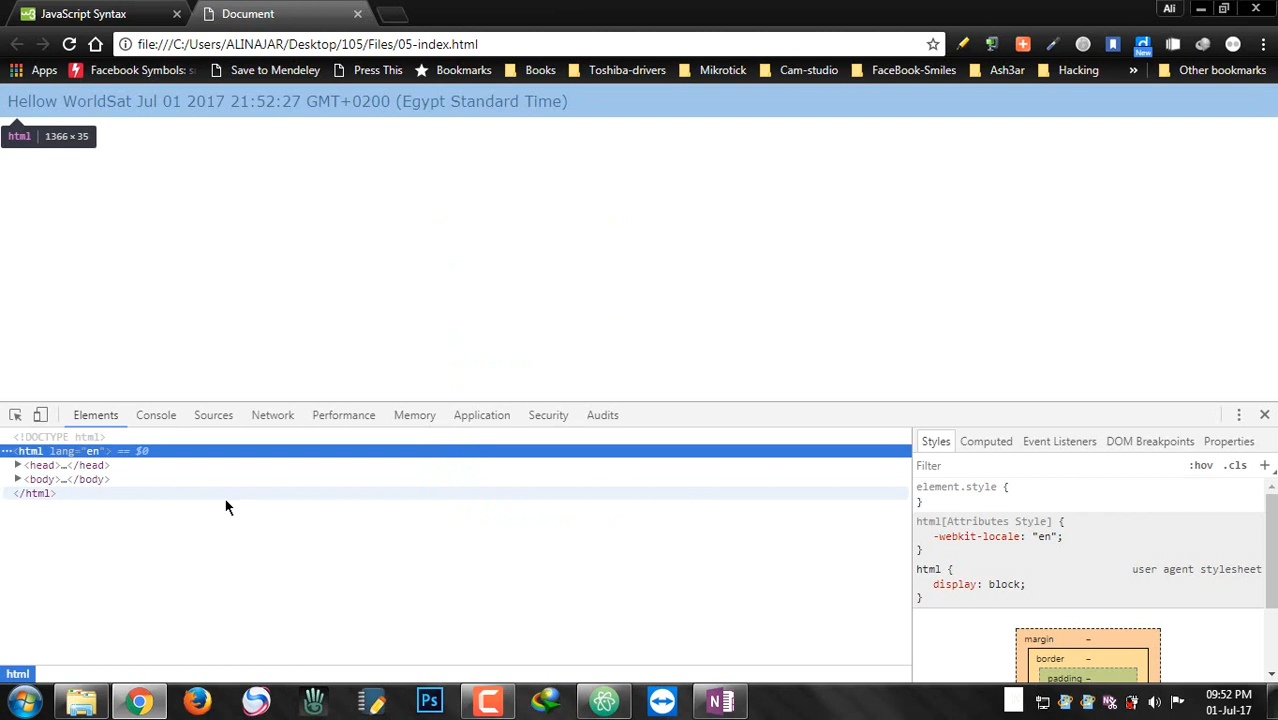 JavaScript Syntax
Document
Ali
file:///C:/Users/ALINAJAR/Desktop/105/Files/05-index.html
New
Apps
Facebook Symbols: s
Save to Mendeley
Press This
Bookmarks
Books
Toshiba-drivers
Mikrotick
Cam-studio
FaceBook-Smiles
Ash3ar
Hacking
»
Other bookmarks
Hellow WorldSat Jul 01 2017 21:52:27 GMT+0200 (Egypt Standard Time)
html 1366 × 35
Elements Console Sources Network Performance Memory Application Security Audits
<!DOCTYPE html>
…<html lang="en"> == $0
<head>…</head>
<body>…</body>
</html>
html
Styles Computed Event Listeners DOM Breakpoints Properties
Filter :hov .cls +
element.style {
}
html[Attributes Style] {
-webkit-locale: "en";
}
html { user agent stylesheet
display: block;
}
margin –
border –
padding –
Ps
09:52 PM
01-Jul-17